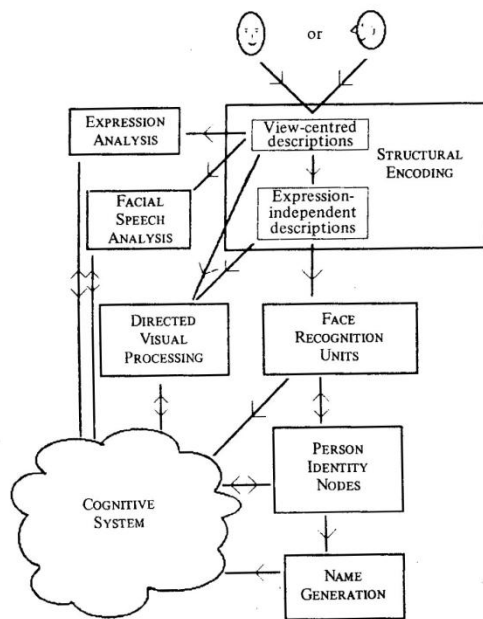 or
EXPRESSION
ANALYSIS
View-centred
descriptions
STRUCTURAL
ENCODING
FACIAL
SPEECH
ANALYSIS
Expression-
independent
descriptions
DIRECTED
VISUAL
PROCESSING
FACE
RECOGNITION
UNITS
COGNITIVE
SYSTEM
PERSON
IDENTITY
NODES
NAME
GENERATION